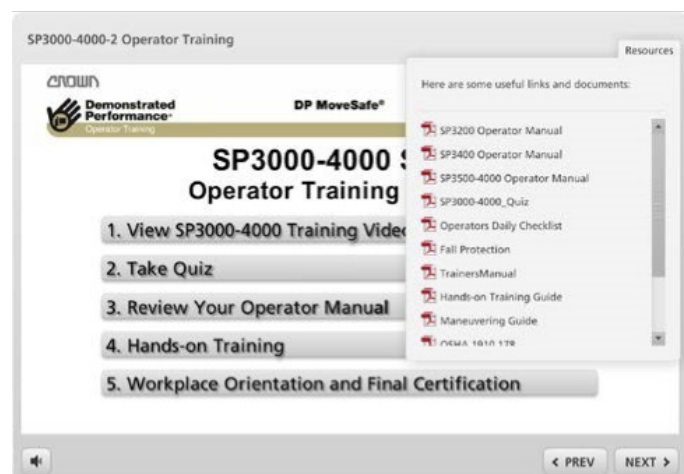 SP3000-4000-2 Operator Training
Resources
CROWN
Demonstrated
Performance
Operator Training
DP MoveSafe®
SP3000-4000 S
Operator Training
1. View SP3000-4000 Training Video
2. Take Quiz
3. Review Your Operator Manual
4. Hands-on Training
5. Workplace Orientation and Final Certification
Here are some useful links and documents:
SP3200 Operator Manual
SP3400 Operator Manual
SP3500-4000 Operator Manual
SP3000-4000_Quiz
Operators Daily Checklist
Fall Protection
TrainersManual
Hands-on Training Guide
Maneuvering Guide
OSHA 1910.178
< PREV
NEXT >